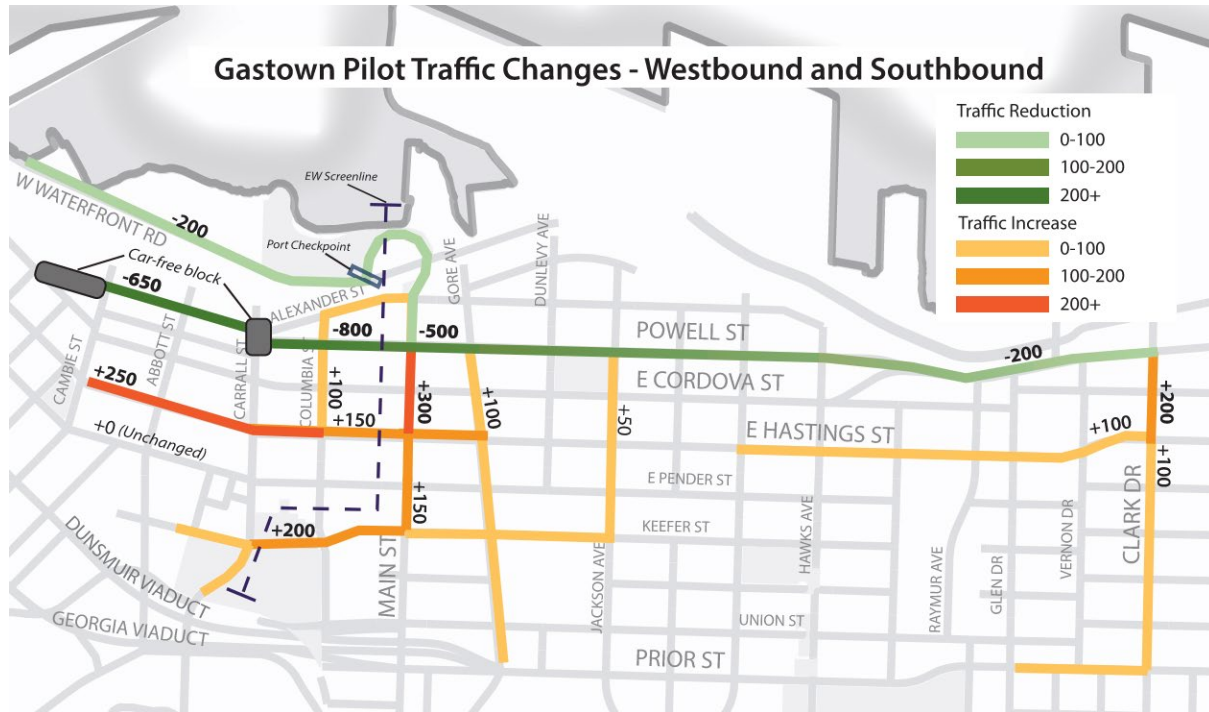 Gastown Pilot Traffic Changes - Westbound and Southbound
Traffic Reduction
0-100
100-200
200+
Traffic Increase
0-100
100-200
200+
EW Screenline
W WATERFRONT RD
-200
Port Checkpoint
Car-free block
-650
ALEXANDER ST
GORE AVE
DUNLEVY AVE
-800
-500
POWELL ST
-200
CAMBIE ST
ABBOTT ST
CARRALL ST
COLUMBIA ST
E CORDOVA ST
+250
+100
+300
+100
+50
+200
+150
E HASTINGS ST
+100
+0 (Unchanged)
+100
E PENDER ST
+150
+200
KEEFER ST
DUNSMUIR VIADUCT
MAIN ST
JACKSON AVE
HAWKS AVE
RAYMUR AVE
GLEN DR
VERNON DR
CLARK DR
GEORGIA VIADUCT
UNION ST
PRIOR ST